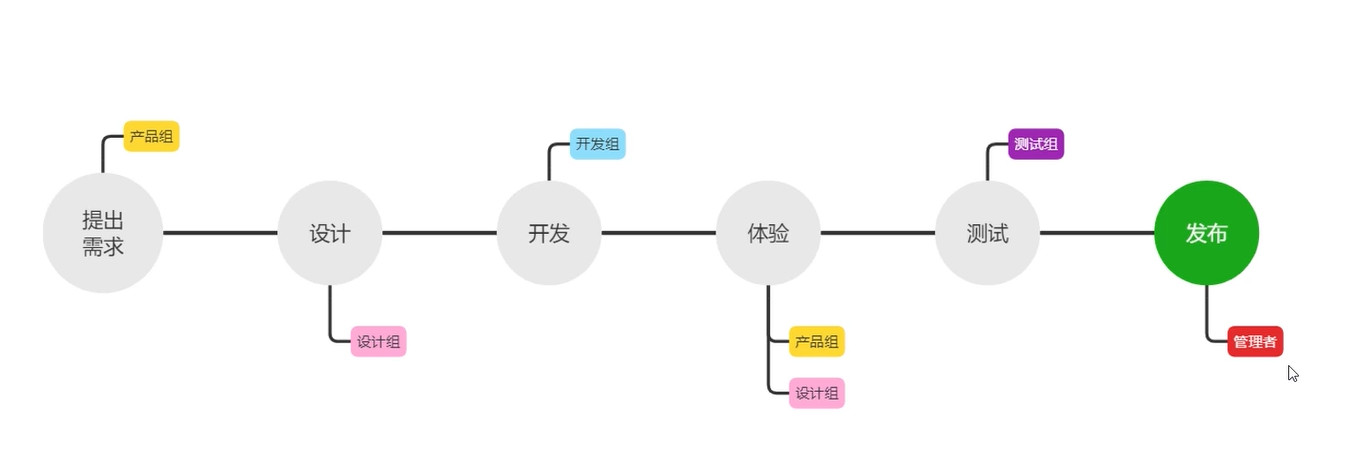 产品组
提出
需求
设计
设计组
开发组
开发
体验
产品组
设计组
测试组
测试
发布
管理者